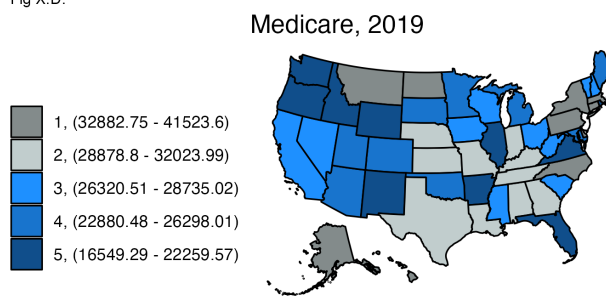 Fig X.D.
Medicare, 2019
1, (32882.75 - 41523.6)
2, (28878.8 - 32023.99)
3, (26320.51 - 28735.02)
4, (22880.48 - 26298.01)
5, (16549.29 - 22259.57)